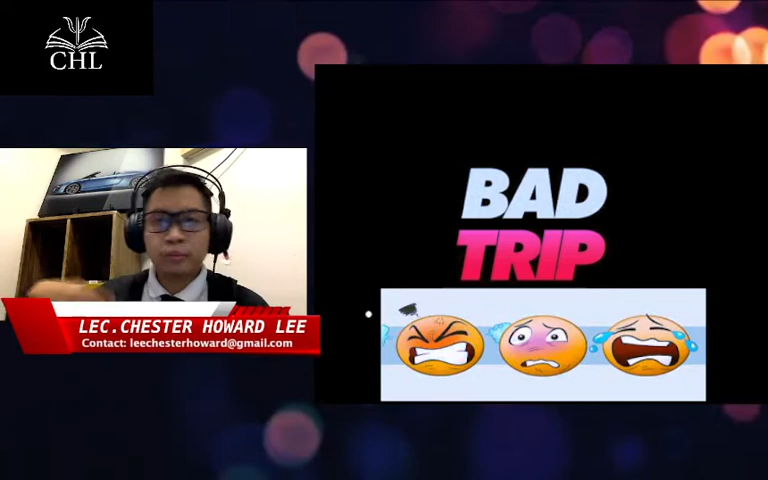 CHL
BAD
TRIP
LEC.CHESTER HOWARD LEE
Contact: leechesterhoward@gmail.com